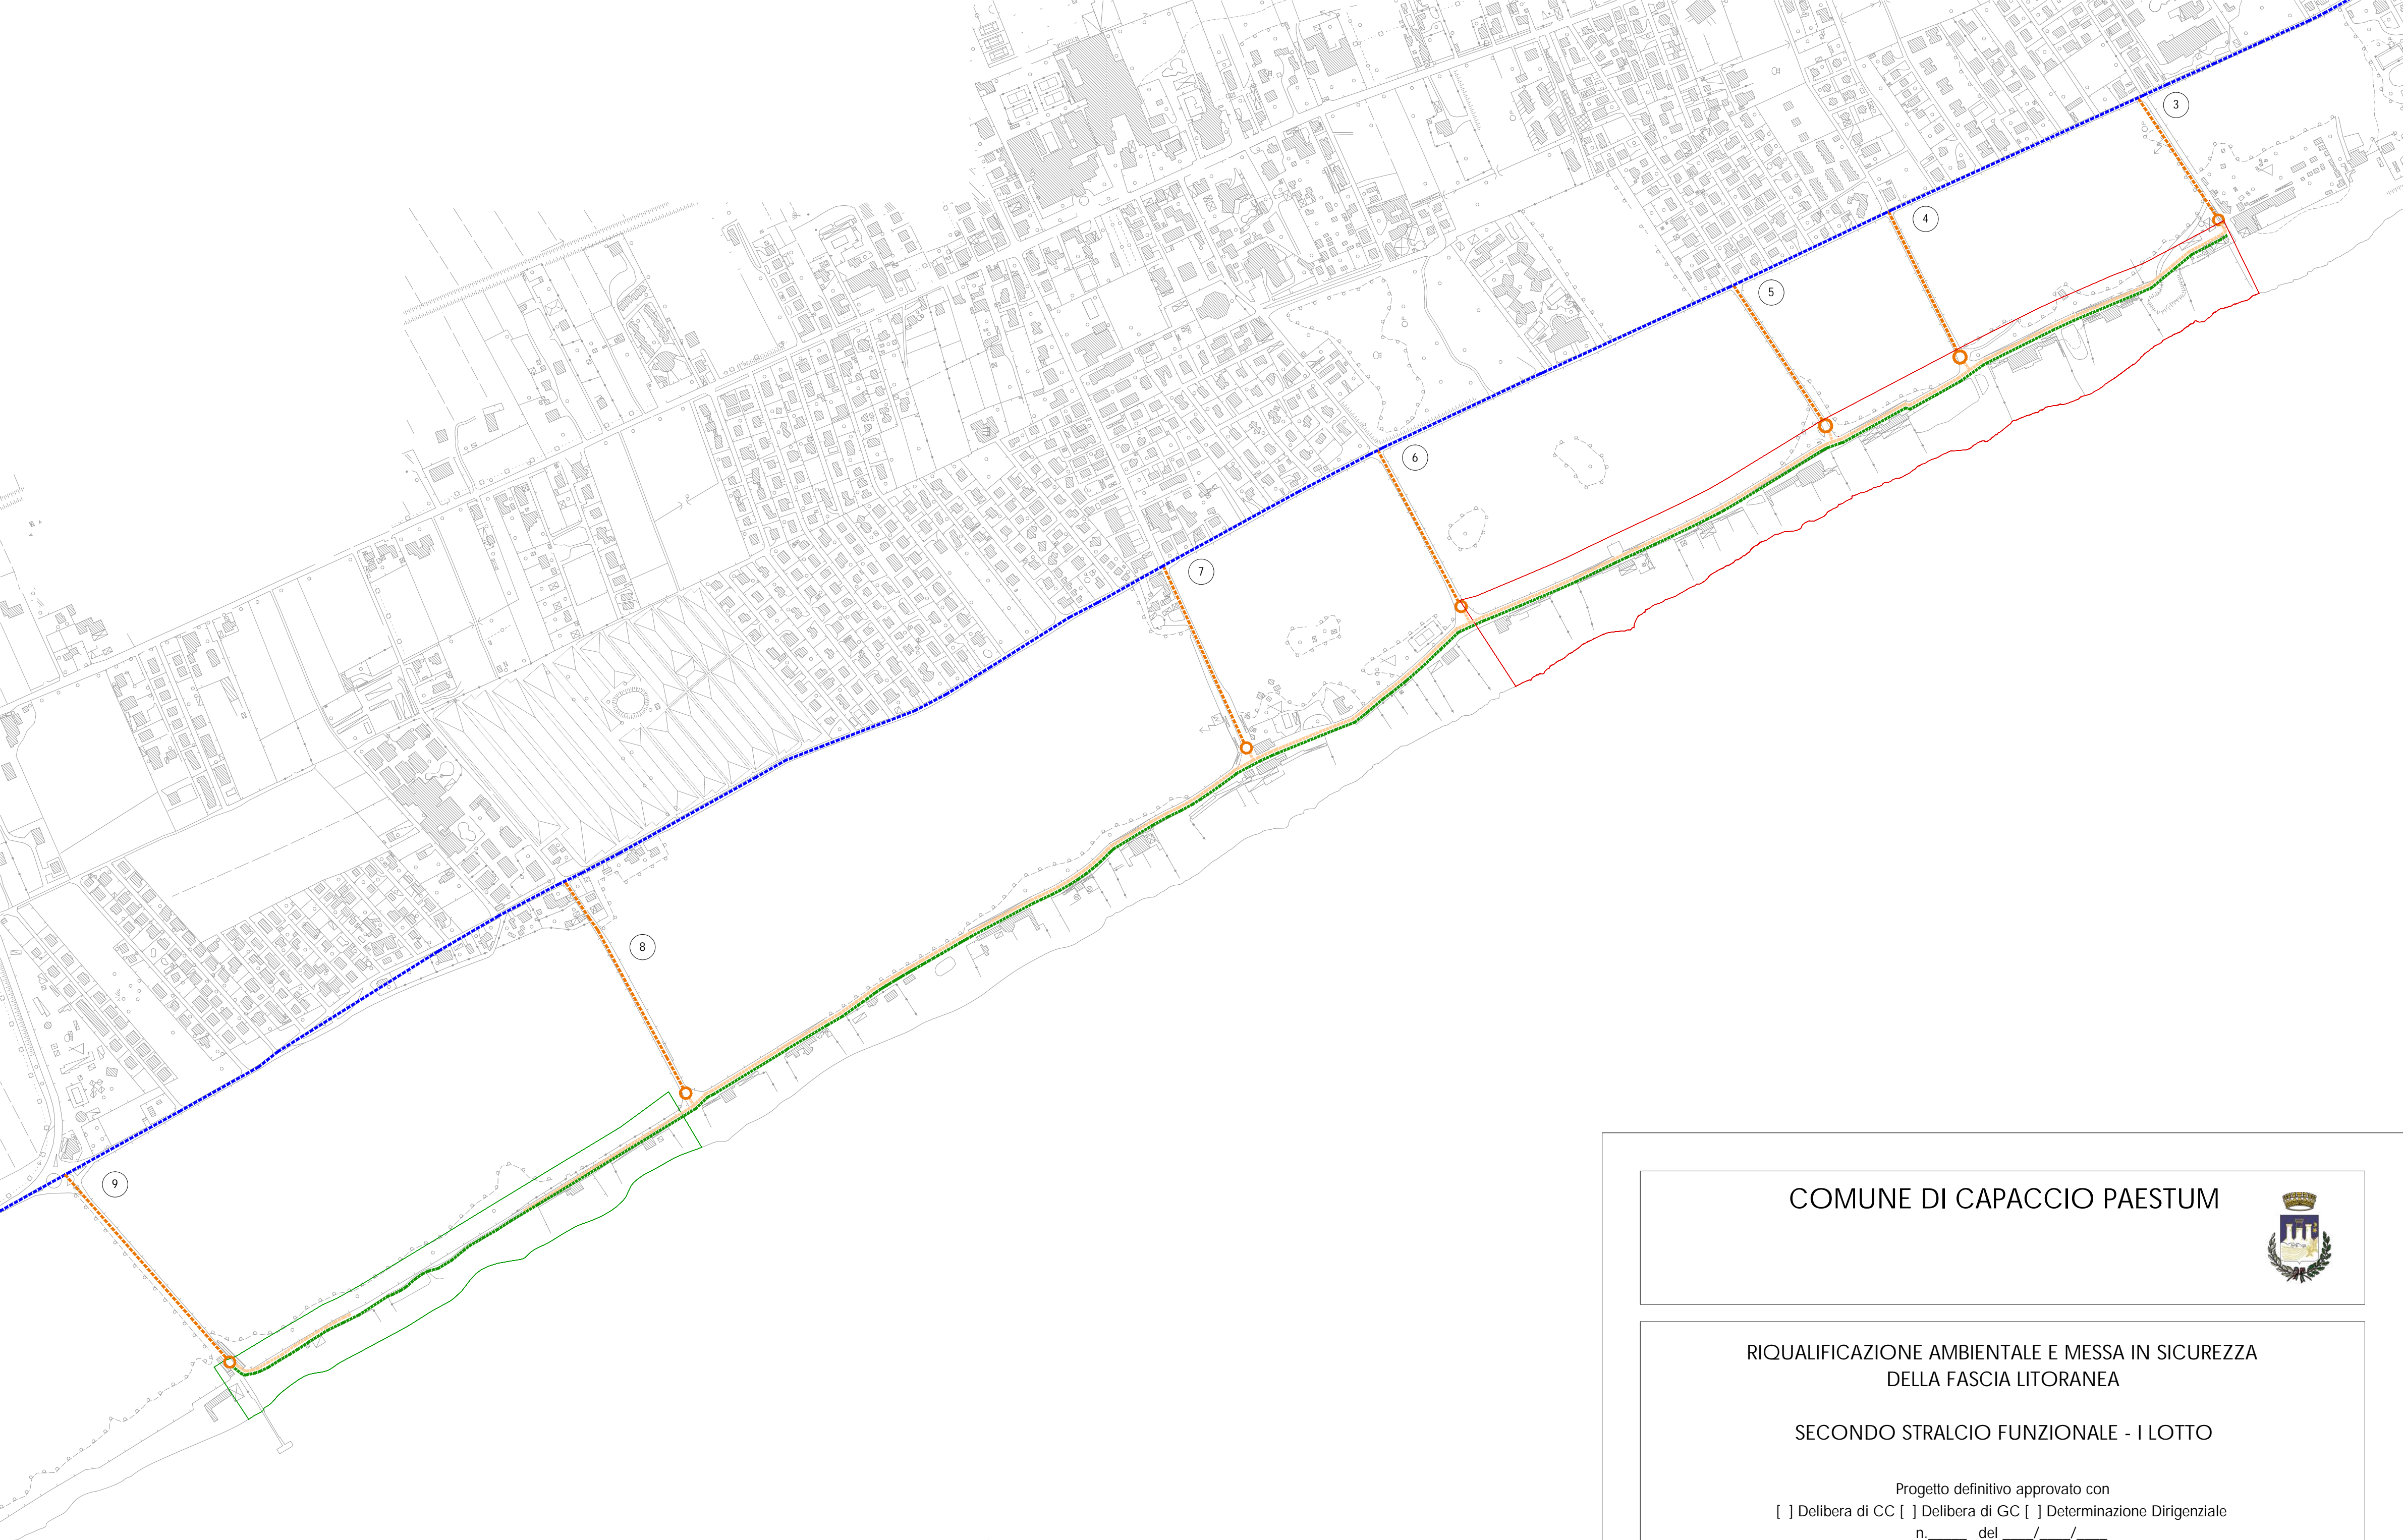 3
4
5
6
7
8
9
COMUNE DI CAPACCIO PAESTUM
RIQUALIFICAZIONE AMBIENTALE E MESSA IN SICUREZZA
DELLA FASCIA LITORANEA
SECONDO STRALCIO FUNZIONALE - I LOTTO
Progetto definitivo approvato con
[ ] Delibera di CC [ ] Delibera di GC [ ] Determinazione Dirigenziale
n._____ del ____/____/____